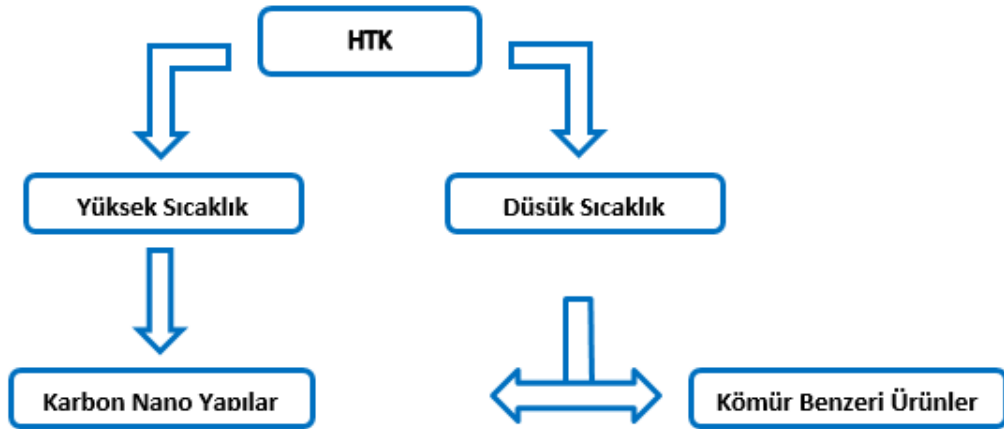 HTK
Yüksek Sıcaklık
Düsük Sıcaklık
Karbon Nano Yapılar
Kömür Benzeri Ürünler